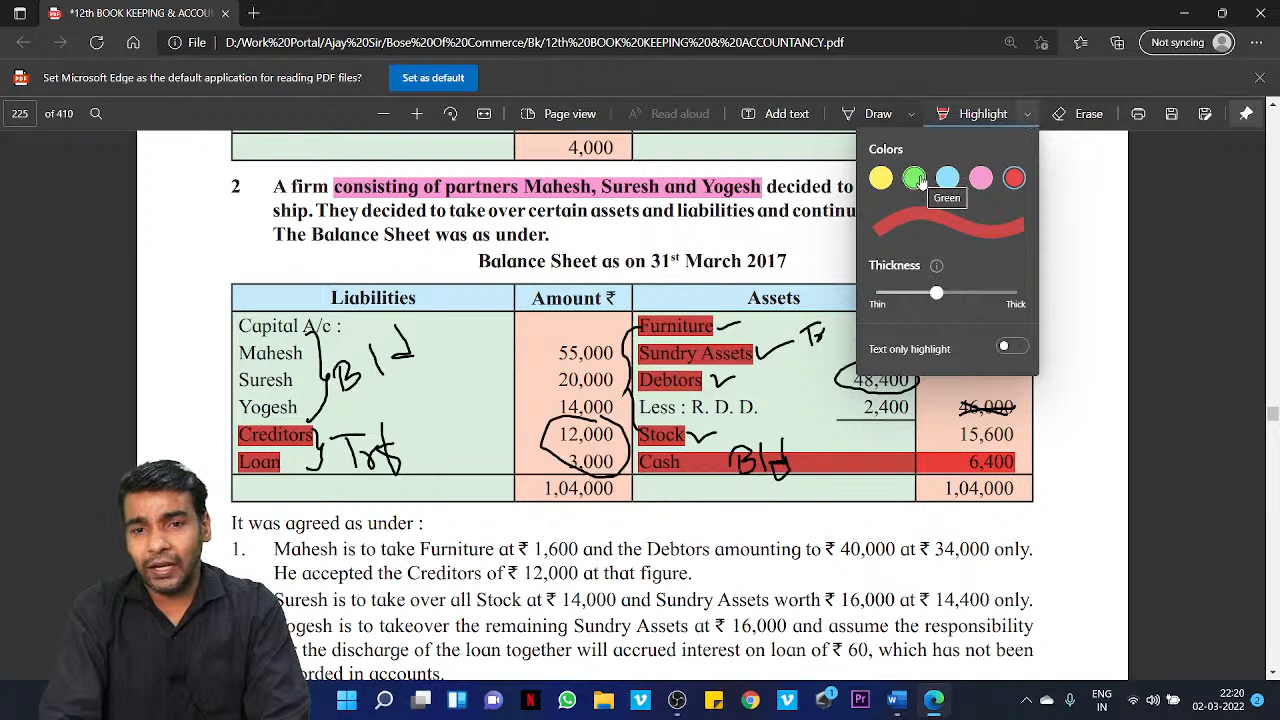 *12th BOOK KEEPING & ACCOUN
File D:/Work%20Portal/Ajay%20Sir/Bose%20Of%20Commerce/Bk/12th%20BOOK%20KEEPING%20&%20ACCOUNTANCY.pdf
Not syncing
Set Microsoft Edge as the default application for reading PDF files? Set as default
225 of 410 Page view Read aloud Add text Draw Highlight Erase
Colors
Green
Thickness
Thin Thick
Text only highlight
4,000
2 A firm consisting of partners Mahesh, Suresh and Yogesh decided to
ship. They decided to take over certain assets and liabilities and continu
The Balance Sheet was as under.
Balance Sheet as on 31st March 2017
Liabilities Amount ₹ Assets
Capital A/c : Furniture
Mahesh 55,000 Sundry Assets
Suresh 20,000 Debtors 48,400
Yogesh 14,000 Less : R. D. D. 2,400 46,000
Creditors 12,000 Stock 15,600
Loan 3,000 Cash 6,400
1,04,000 1,04,000
Tr
Trf
It was agreed as under :
1. Mahesh is to take Furniture at ₹ 1,600 and the Debtors amounting to ₹ 40,000 at ₹ 34,000 only.
He accepted the Creditors of ₹ 12,000 at that figure.
Suresh is to take over all Stock at ₹ 14,000 and Sundry Assets worth ₹ 16,000 at ₹ 14,400 only.
ogesh is to takeover the remaining Sundry Assets at ₹ 16,000 and assume the responsibility
the discharge of the loan together will accrued interest on loan of ₹ 60, which has not been
orded in accounts.
ENG
IN
22:20
02-03-2022